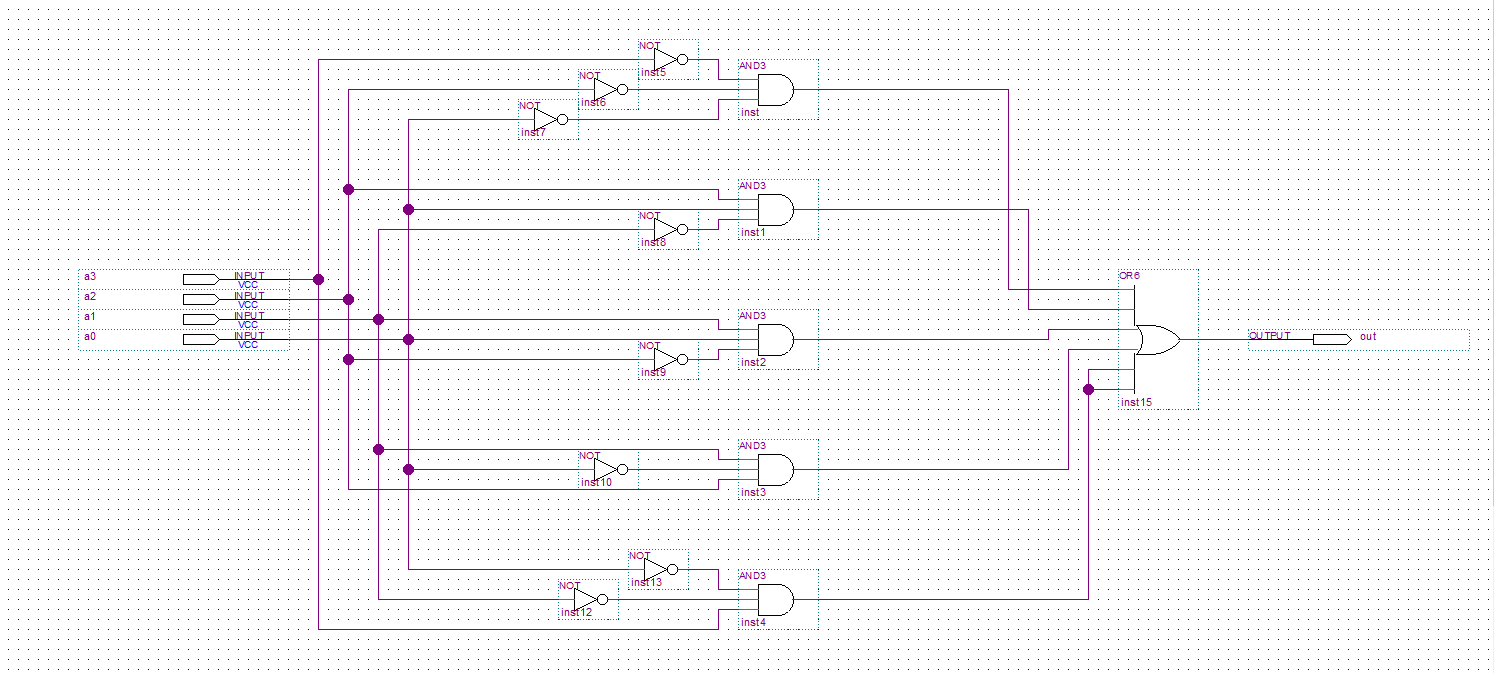 NOT
inst5
NOT
inst6
NOT
inst7
AND3
inst
AND3
inst1
NOT
inst8
a3 INPUT
VCC
a2 INPUT
VCC
a1 INPUT
VCC
a0 INPUT
VCC
AND3
inst2
NOT
inst9
OR6
inst15
OUTPUT out
AND3
inst3
NOT
inst10
NOT
inst13
NOT
inst12
AND3
inst4